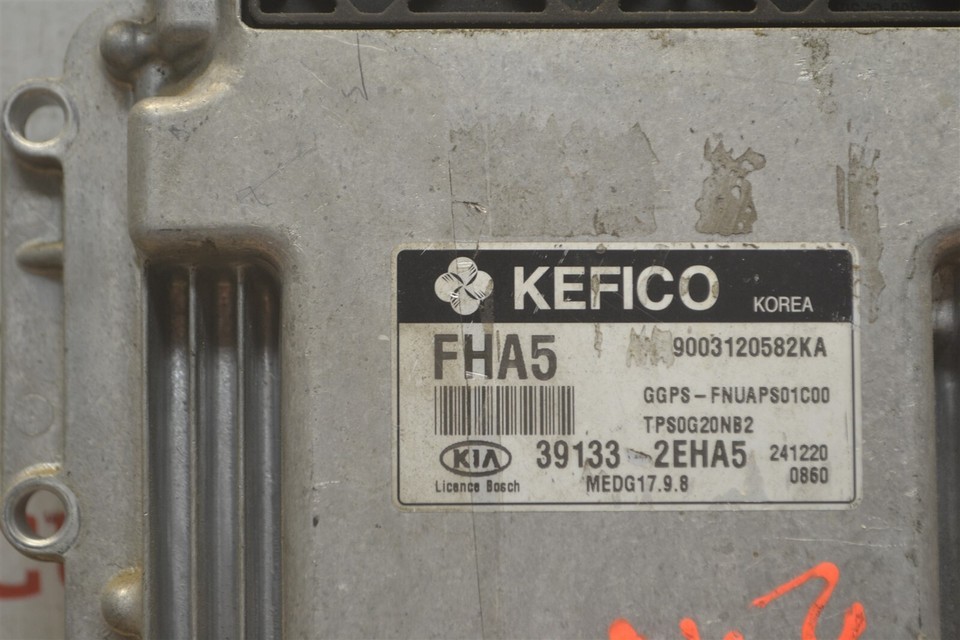 KEFICO KOREA
FHA5 9003120582KA
GGPS-FNUAPS01C00
TPS0G20NB2
KIA 39133-2EHA5 241220
Licence Bosch MEDG17.9.8 0860